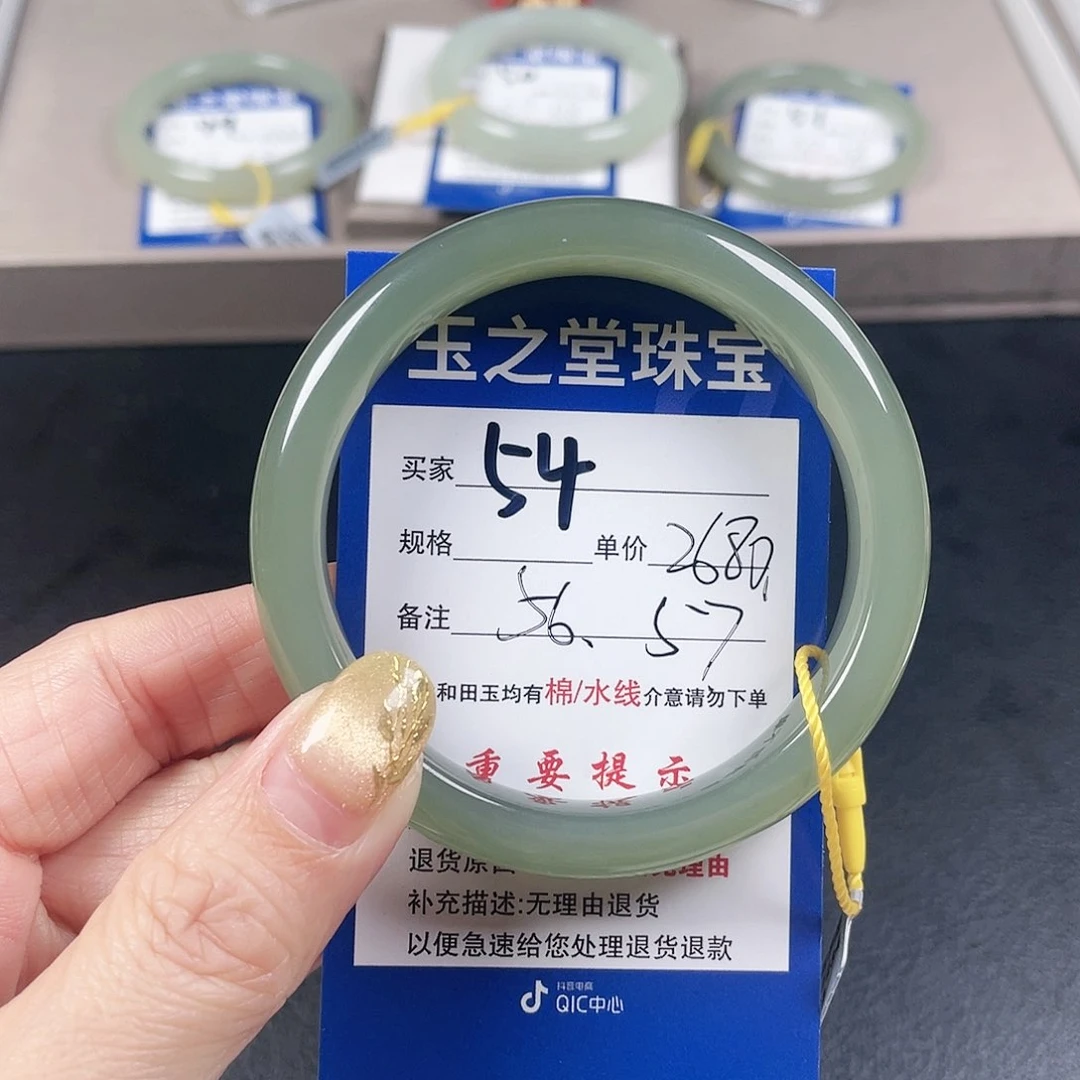 玉之堂珠宝
买家 54
规格 单价 2680
备注 56、57
和田玉均有棉/水线介意请勿下单
重要提示
退货原因 理由
补充描述:无理由退货
以便急速给您处理退货退款
抖音电商
QIC中心